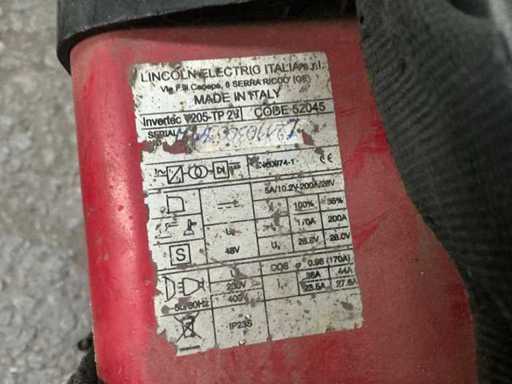 LINCOLN ELECTRIC ITALIA S.r.l.
Via F.lli Canepa, 8 SERRA RICCO' (GE)
MADE IN ITALY
Invertec V205-TP 2V CODE 52045
SERIAL
EN60974-1 CE
5A/10.2V-200A/28V
100% 35%
170A 200A
48V
26.8V 28.0V
S
COS φ 0.98 (170A)
230V
400V
36A 44A
23.5A 27.5A
50/60Hz
IP23S